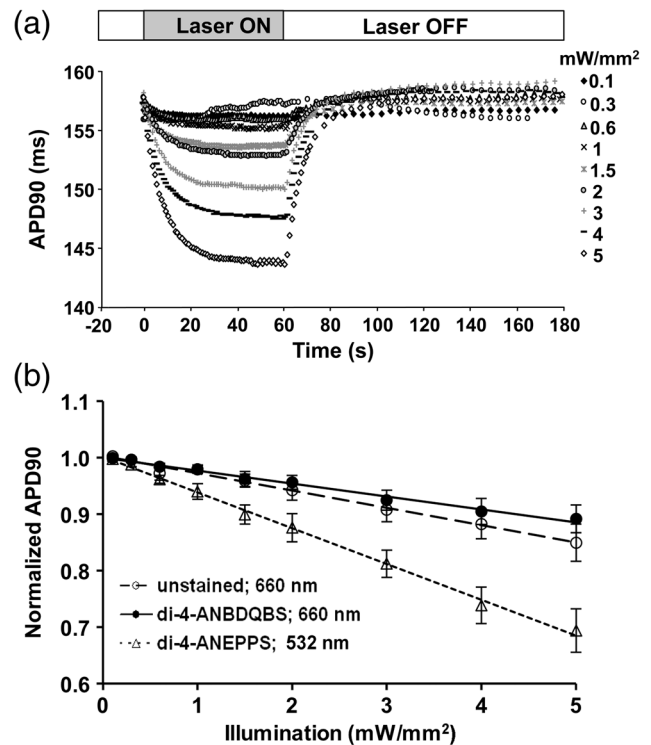 (a)
Laser ON
Laser OFF
mW/mm²
160
155
150
145
140
APD90 (ms)
0.1
0.3
0.6
1
1.5
2
3
4
5
-20 0 20 40 60 80 100 120 140 160 180
Time (s)
(b)
1.1
1.0
0.9
0.8
0.7
0.6
Normalized APD90
unstained; 660 nm
di-4-ANBDQBS; 660 nm
di-4-ANEPPS; 532 nm
0 1 2 3 4 5
Illumination (mW/mm²)